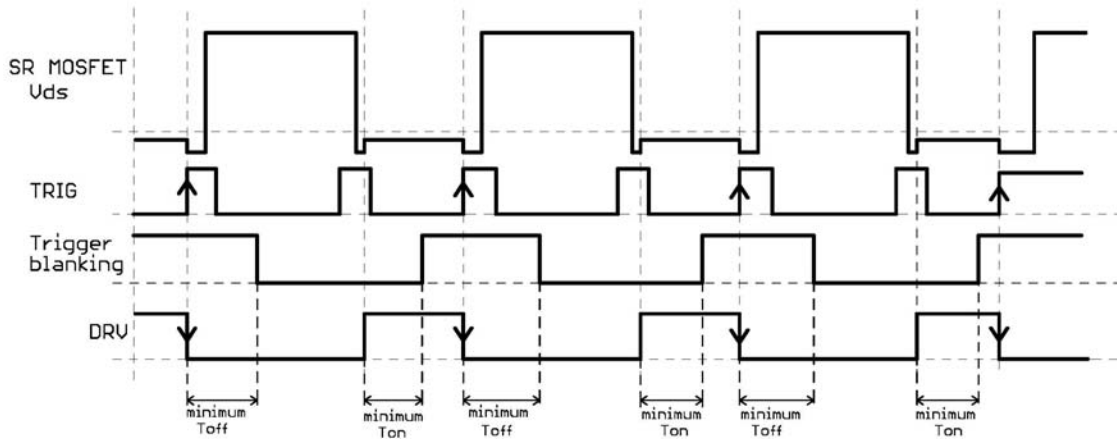 SR MOSFET
Vds
TRIG
Trigger
blanking
DRV
minimum
Toff
minimum
Ton
minimum
Toff
minimum
Ton
minimum
Toff
minimum
Ton